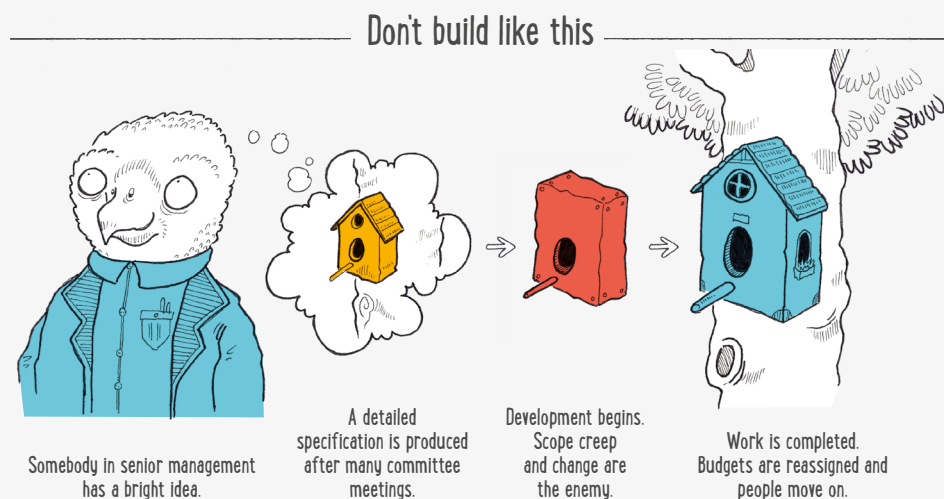 Don't build like this
Somebody in senior management
has a bright idea.
A detailed
specification is produced
after many committee
meetings.
Development begins.
Scope creep
and change are
the enemy.
Work is completed.
Budgets are reassigned and
people move on.